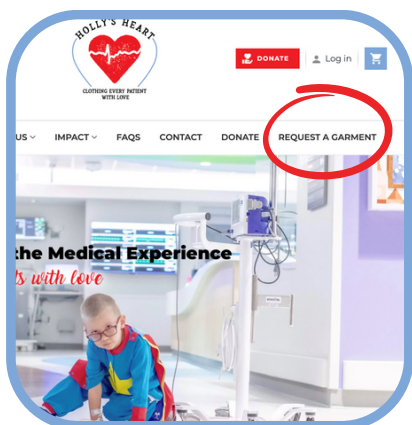 HOLLY'S HEART
CLOTHING EVERY PATIENT
WITH LOVE
DONATE
Log in
US
IMPACT
FAQS
CONTACT
DONATE
REQUEST A GARMENT
the Medical Experience
ts with love